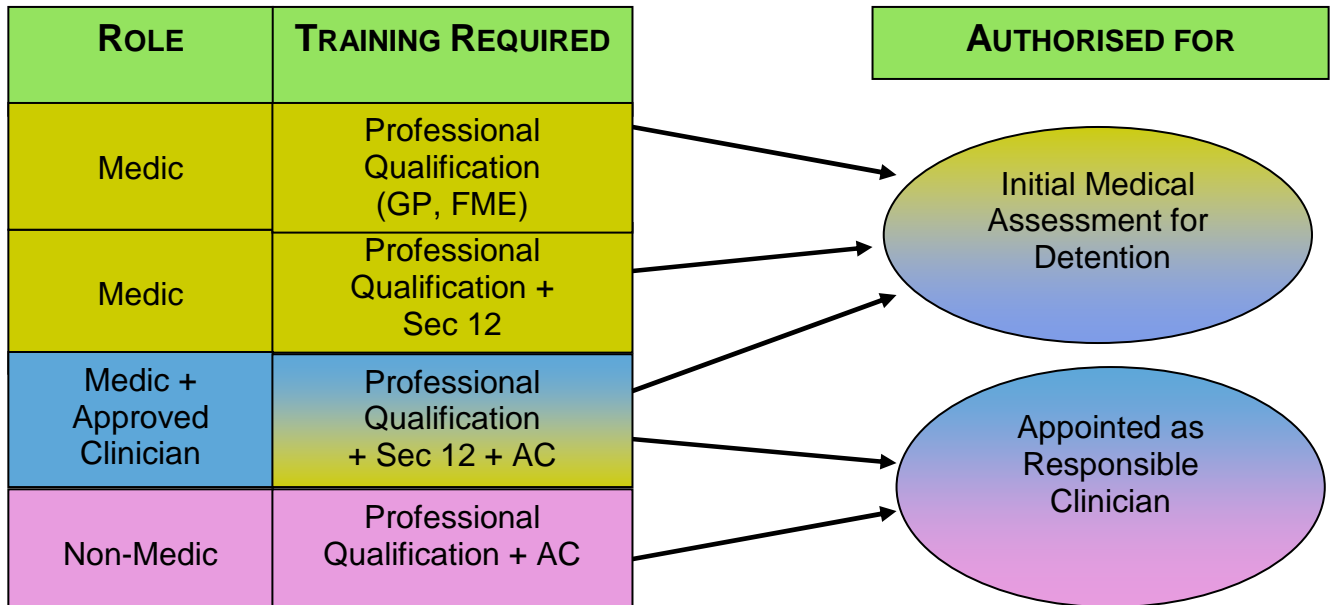 ROLE
TRAINING REQUIRED
AUTHORISED FOR
Medic
Professional
Qualification
(GP, FME)
Medic
Professional
Qualification +
Sec 12
Medic +
Approved
Clinician
Professional
Qualification
+ Sec 12 + AC
Non-Medic
Professional
Qualification + AC
Initial Medical
Assessment for
Detention
Appointed as
Responsible
Clinician